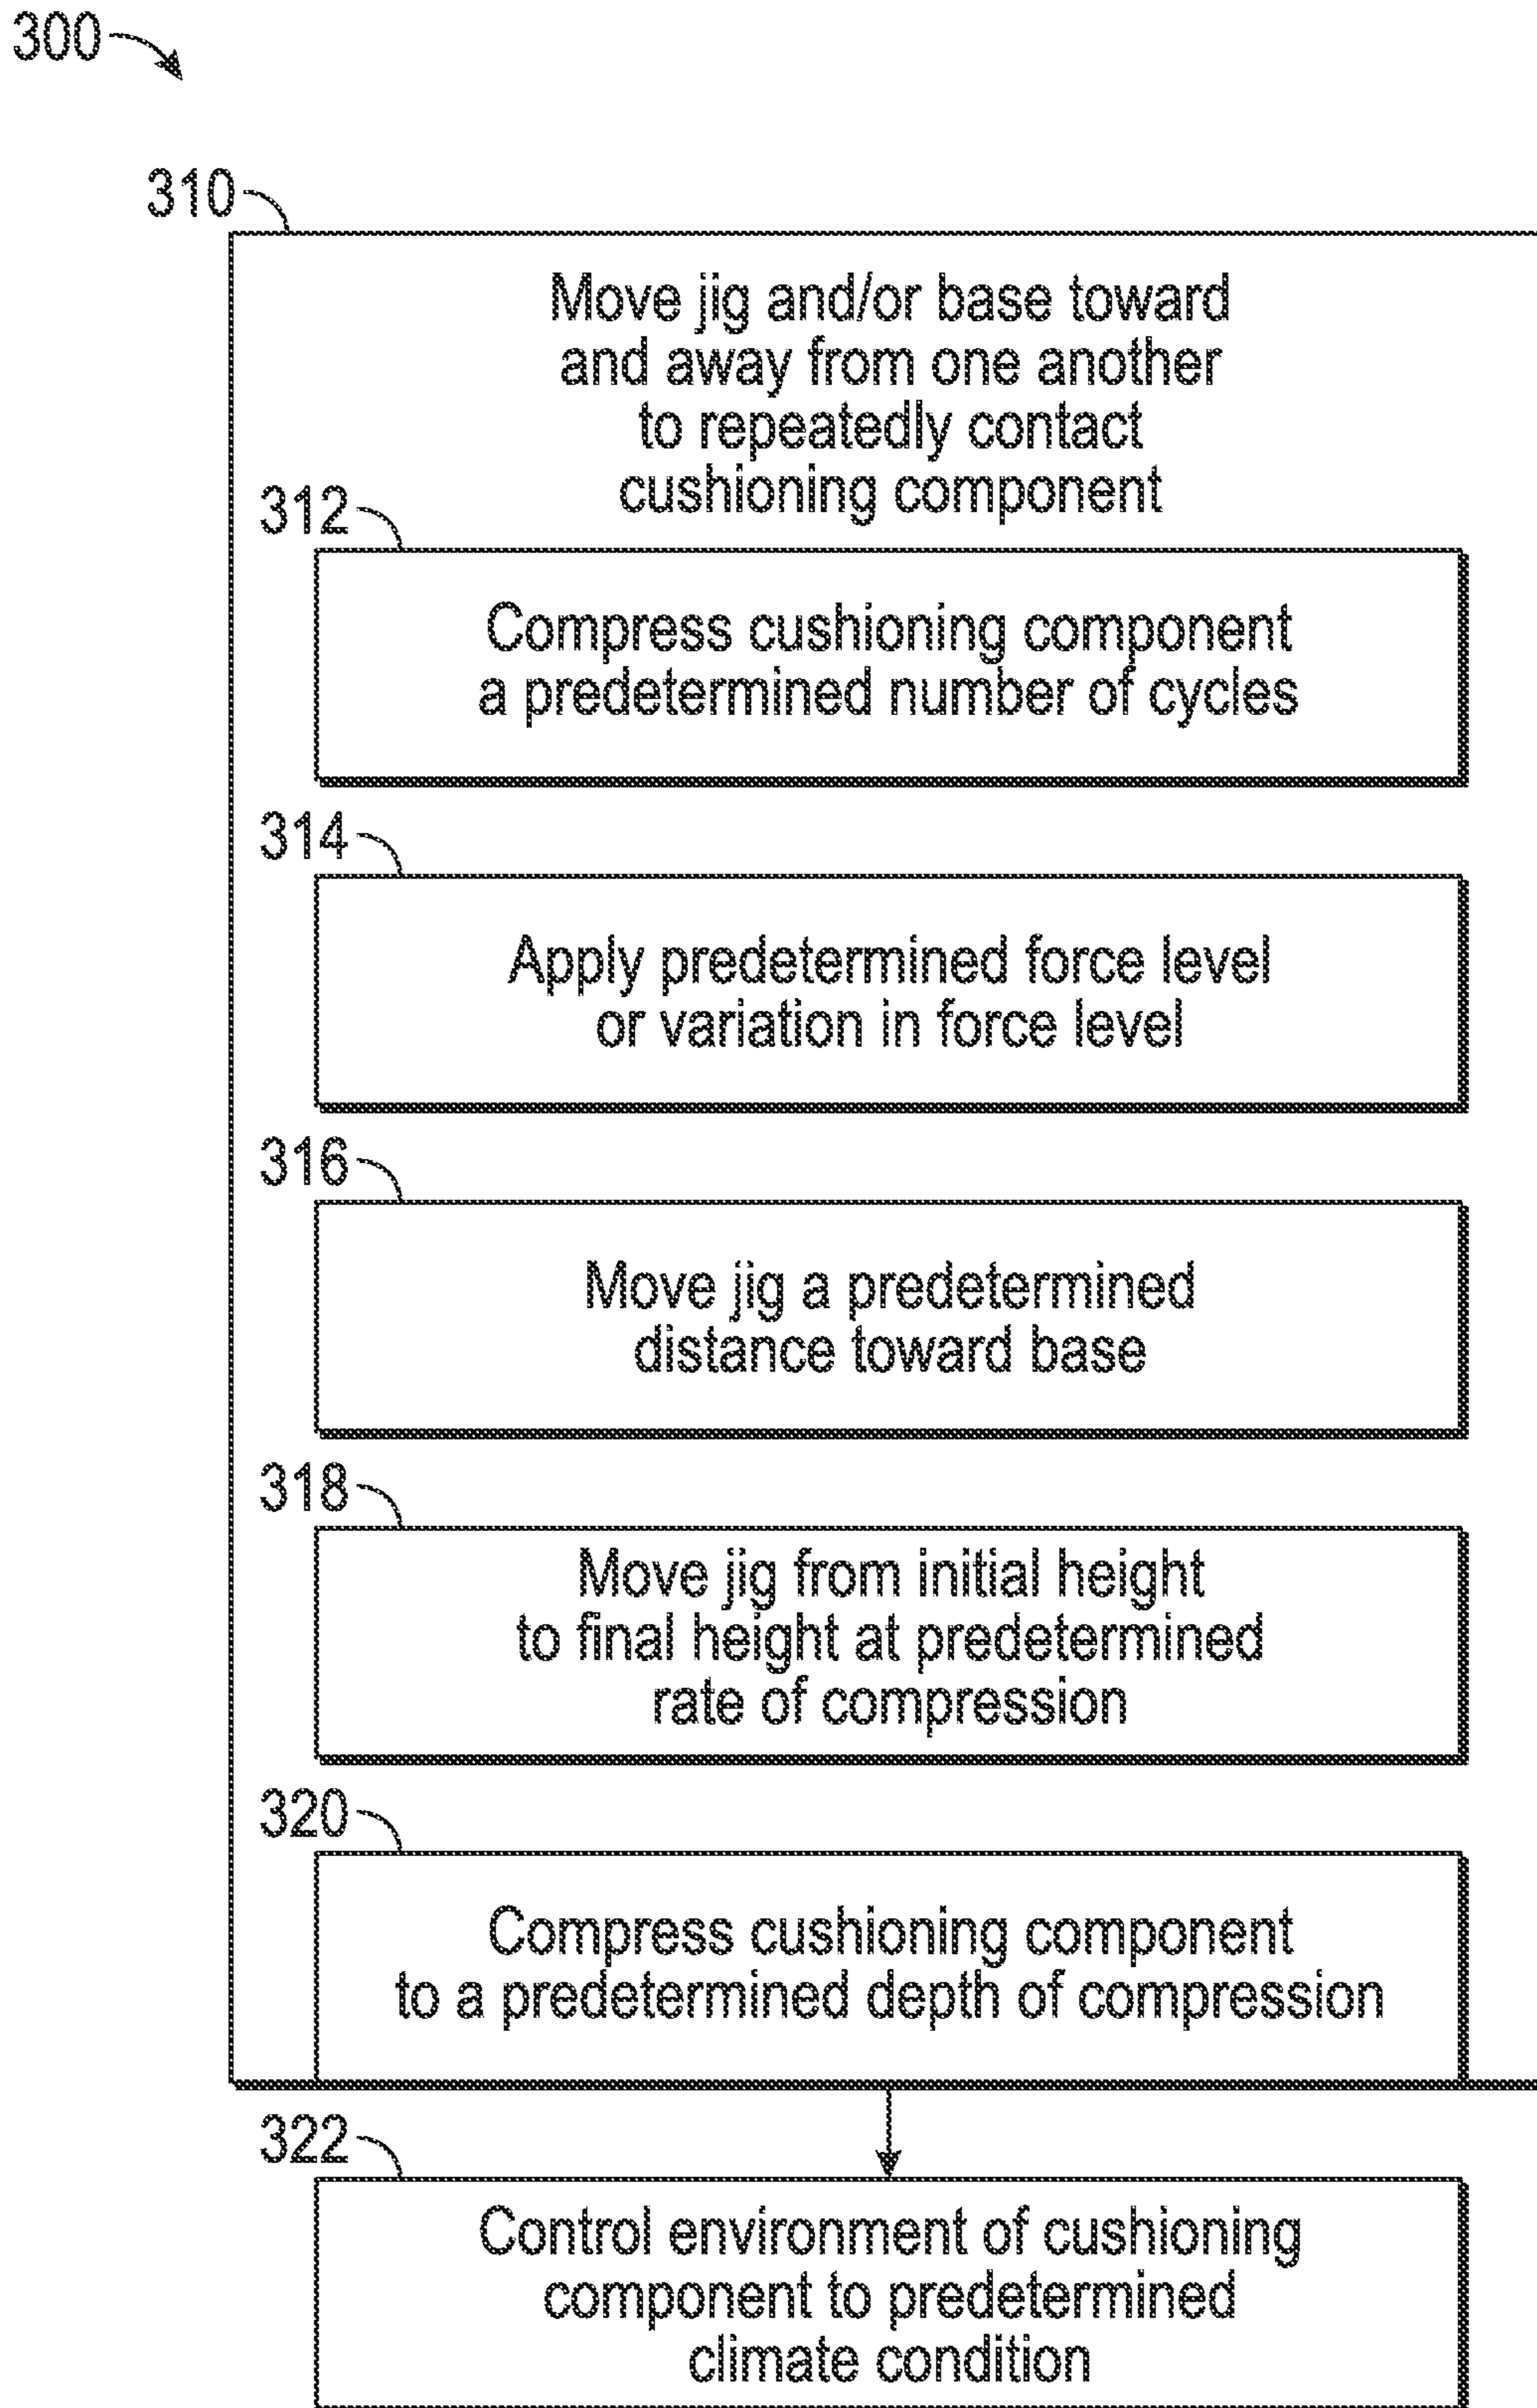 300
310
Move jig and/or base toward
and away from one another
to repeatedly contact
cushioning component
312
Compress cushioning component
a predetermined number of cycles
314
Apply predetermined force level
or variation in force level
316
Move jig a predetermined
distance toward base
318
Move jig from initial height
to final height at predetermined
rate of compression
320
Compress cushioning component
to a predetermined depth of compression
322
Control environment of cushioning
component to predetermined
climate condition